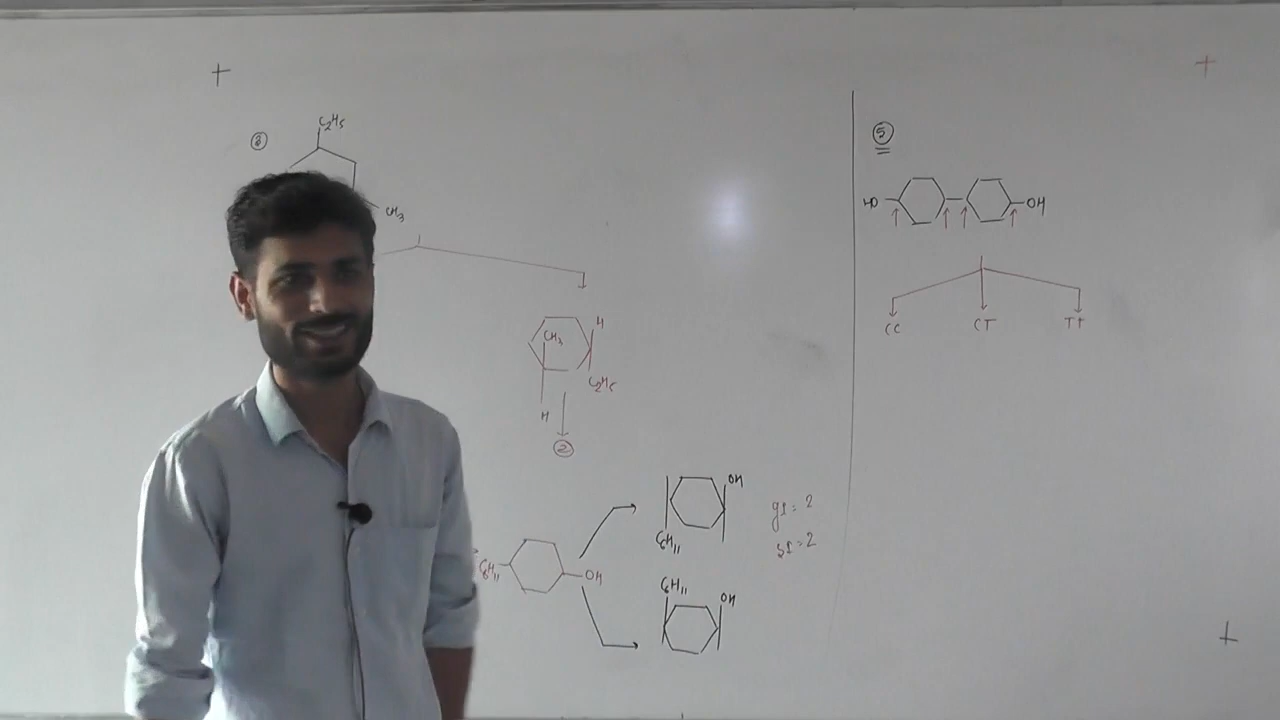 ③
C₂H₅
CH₃
H
CH₃
C₂H₅
H
②
C₆H₁₁
OH
OH
C₆H₁₁
C₆H₁₁
OH
gI = 2
sI = 2
⑤
HO
OH
CC
CT
TT